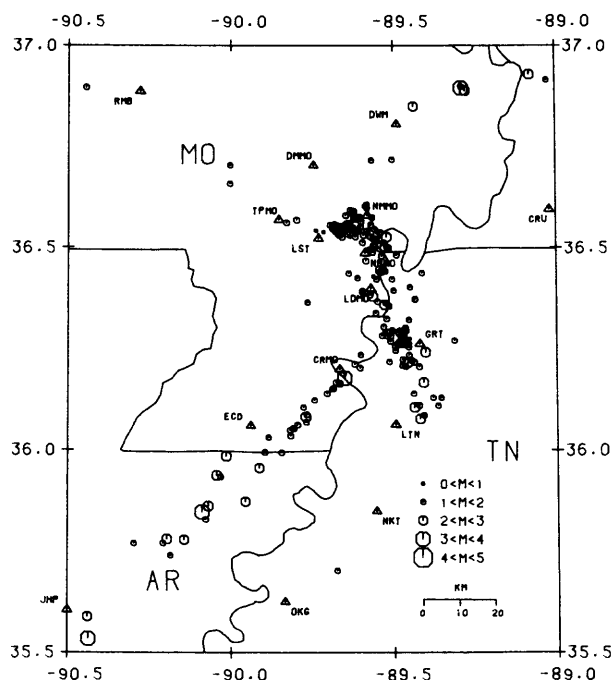 -90.5 -90.0 -89.5 -89.0
37.0 37.0
RMB
DWM
MO
DMMO
TPMO
NMMO
CRU
LST
36.5 36.5
LDMO
GRT
CRMO
ECD
LTN
36.0 36.0
TN
0<M<1
1<M<2
NKT
2<M<3
3<M<4
4<M<5
AR
KM
JHP
OKG
0 10 20
35.5 35.5
-90.5 -90.0 -89.5 -89.0